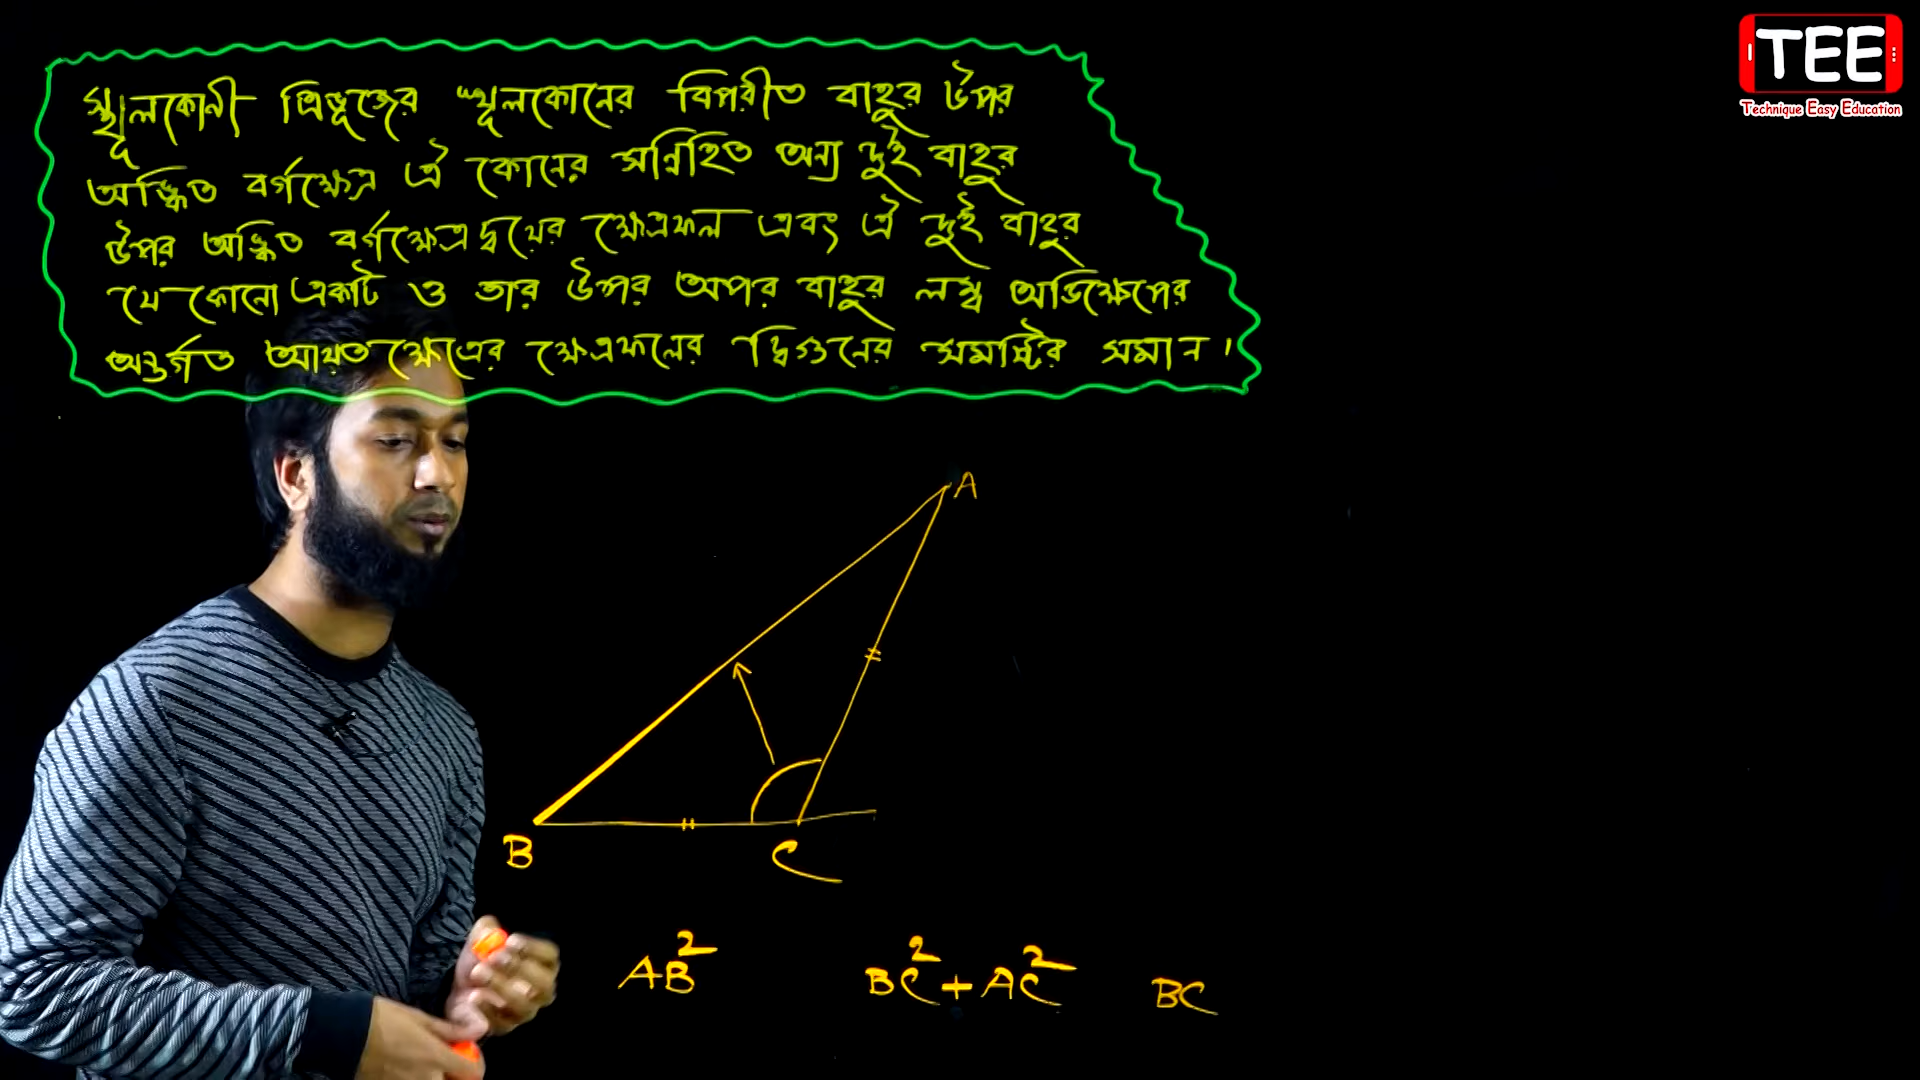 স্থূলকোনী ত্রিভূজের স্থূলকোনের বিপরীত বাহুর উপর
অঙ্কিত বর্গক্ষেত্র ঐ কোনের সন্নিহিত অন্য দুই বাহুর
উপর অঙ্কিত বর্গক্ষেত্র দ্বয়ের ক্ষেত্রফল এবং ঐ দুই বাহুর
যে কোনো একটি ও তার উপর অপর বাহুর লম্ব অভিক্ষেপের
অন্তর্গত আয়তক্ষেত্রের ক্ষেত্রফলের দ্বিগুনের সমষ্টির সমান।
TEE
Technique Easy Education
A
B
C
AB² BC² + AC² BC